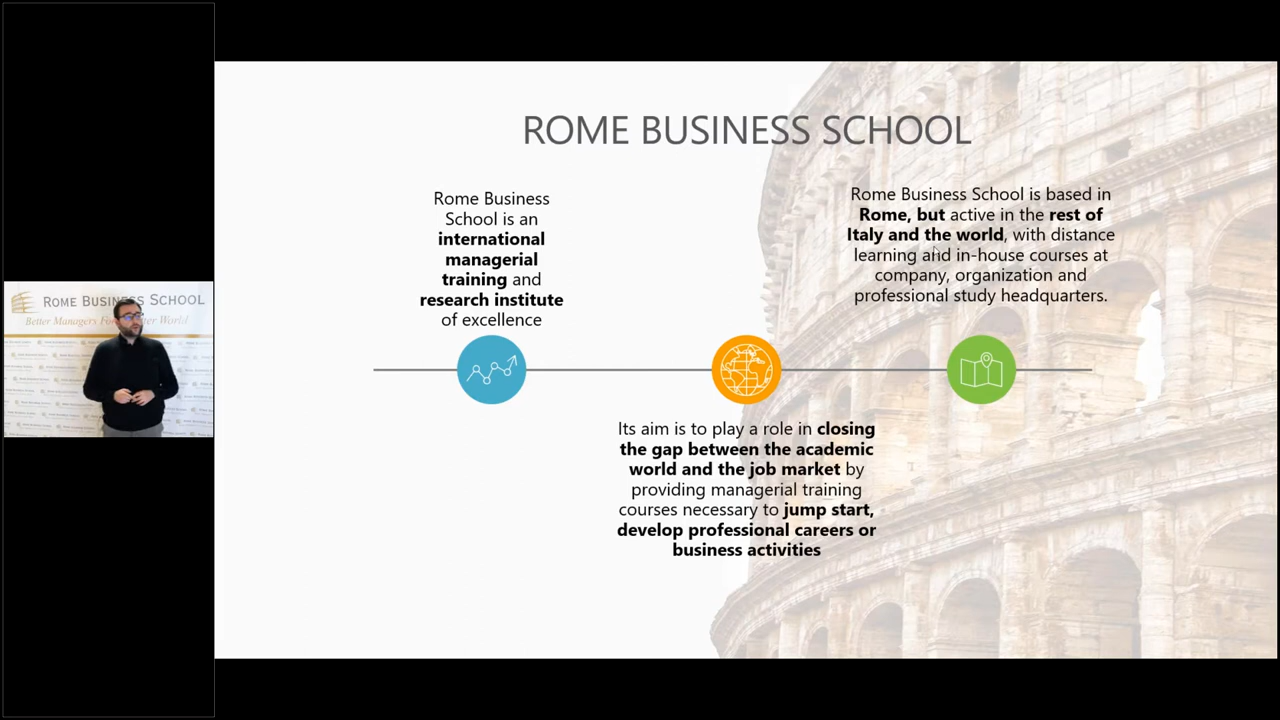 ROME BUSINESS SCHOOL
Rome Business
School is an
international
managerial
training and
research institute
of excellence
Its aim is to play a role in closing
the gap between the academic
world and the job market by
providing managerial training
courses necessary to jump start,
develop professional careers or
business activities
Rome Business School is based in
Rome, but active in the rest of
Italy and the world, with distance
learning and in-house courses at
company, organization and
professional study headquarters.
ROME BUSINESS SCHOOL
Better Managers For World